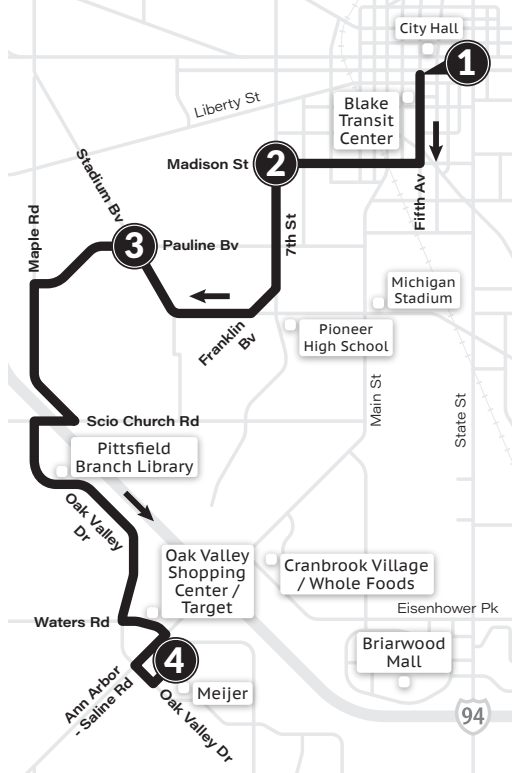 City Hall
1
Blake
Transit
Center
Liberty St
Madison St
2
Fifth Av
Stadium Bv
Maple Rd
3
Pauline Bv
7th St
Michigan
Stadium
Franklin
Bv
Pioneer
High School
Main St
State St
Scio Church Rd
Pittsfield
Branch Library
Oak Valley
Dr
Oak Valley
Shopping
Center /
Target
Cranbrook Village
/ Whole Foods
Eisenhower Pk
Waters Rd
Briarwood
Mall
4
Ann Arbor
- Saline Rd
Meijer
Oak Valley Dr
94